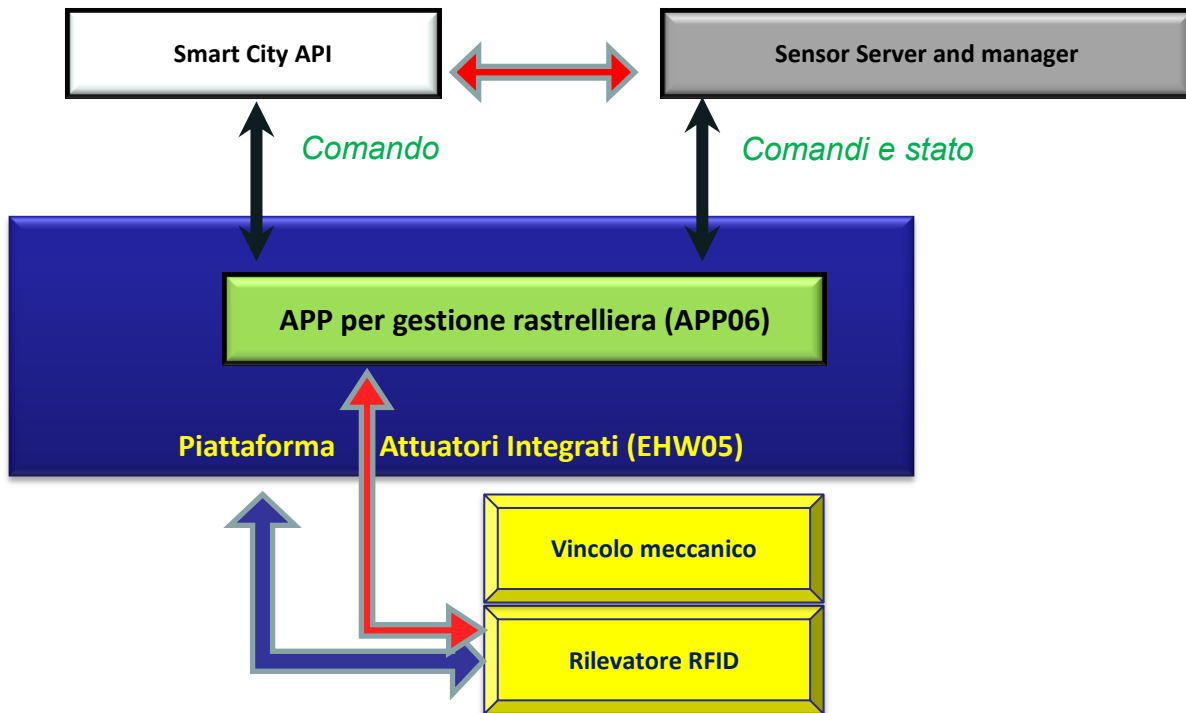 Smart City API
Sensor Server and manager
Comando
Comandi e stato
APP per gestione rastrelliera (APP06)
Piattaforma Attuatori Integrati (EHW05)
Vincolo meccanico
Rilevatore RFID